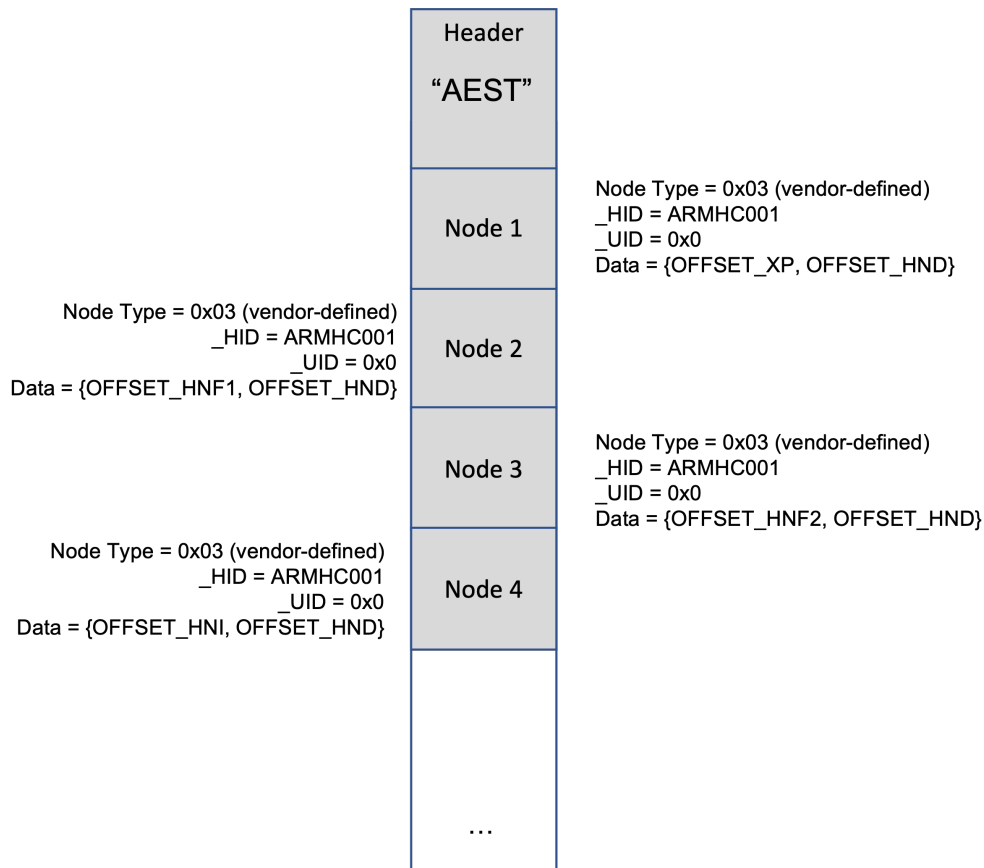 Header
“AEST”
Node 1
Node Type = 0x03 (vendor-defined)
_HID = ARMHC001
_UID = 0x0
Data = {OFFSET_XP, OFFSET_HND}
Node Type = 0x03 (vendor-defined)
_HID = ARMHC001
_UID = 0x0
Data = {OFFSET_HNF1, OFFSET_HND}
Node 2
Node 3
Node Type = 0x03 (vendor-defined)
_HID = ARMHC001
_UID = 0x0
Data = {OFFSET_HNF2, OFFSET_HND}
Node Type = 0x03 (vendor-defined)
_HID = ARMHC001
_UID = 0x0
Data = {OFFSET_HNI, OFFSET_HND}
Node 4
...